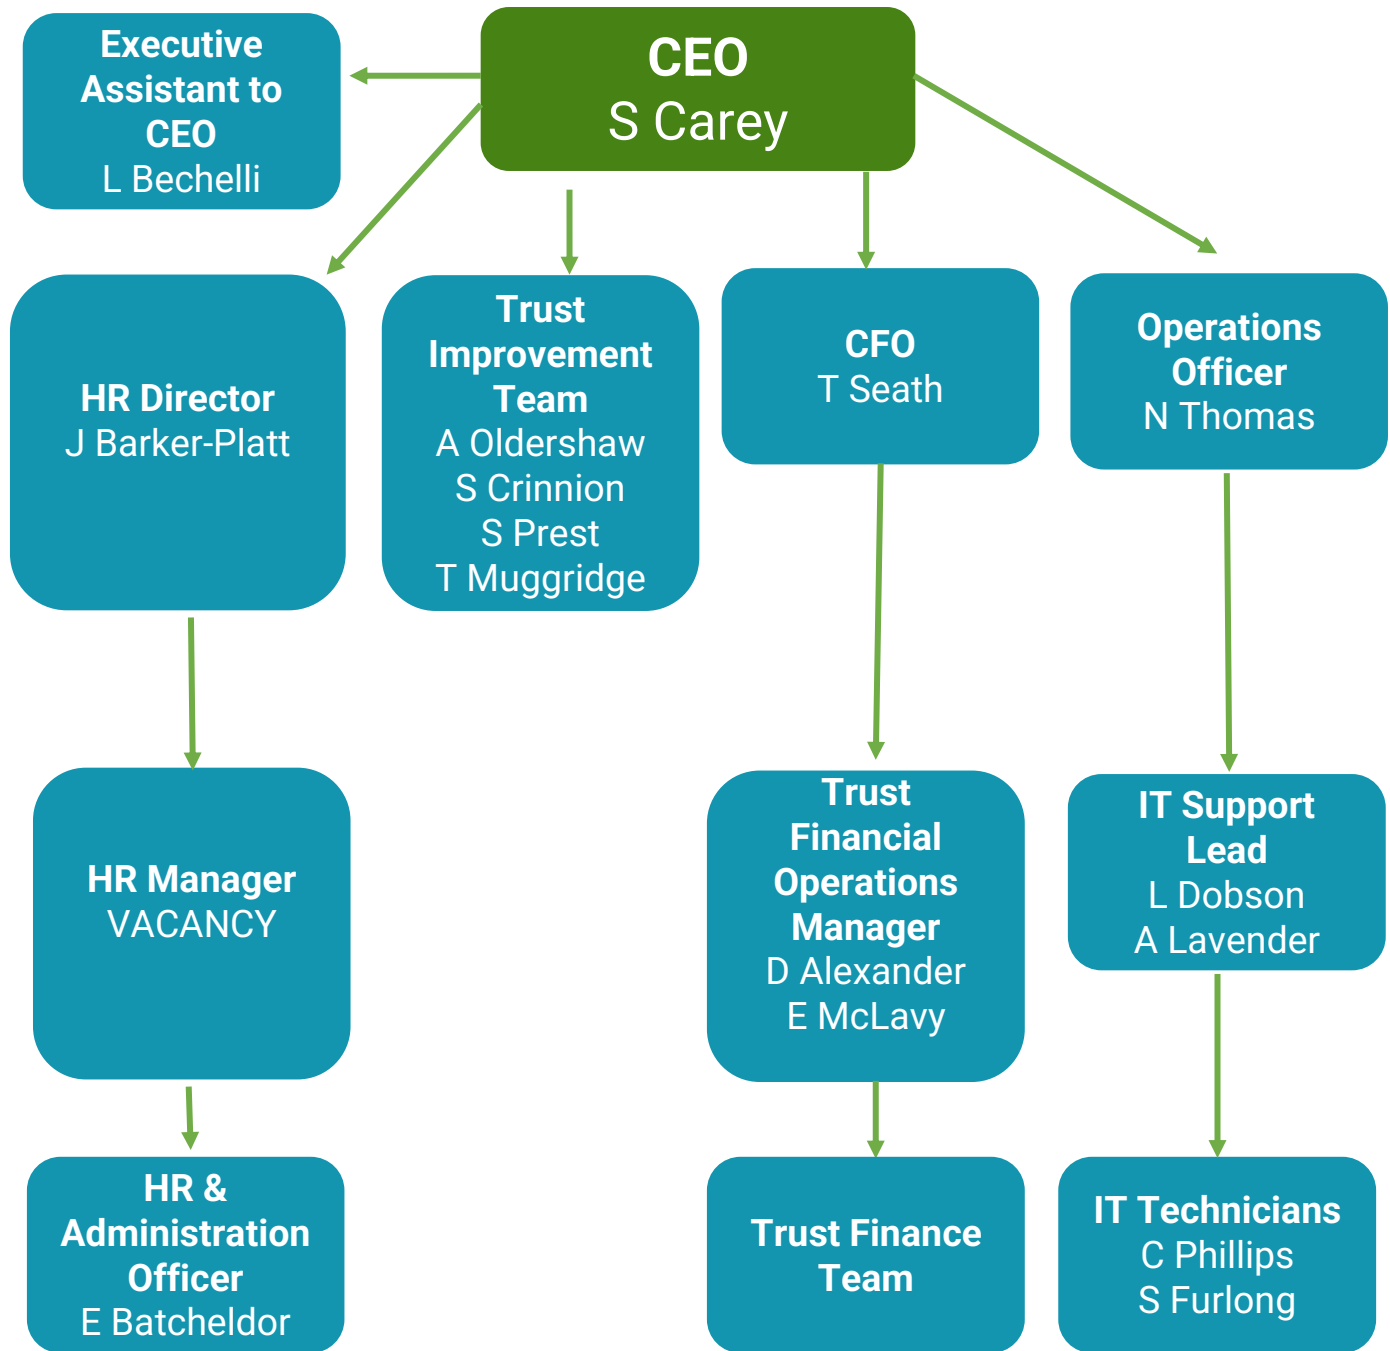 Executive
Assistant to
CEO
L Bechelli
CEO
S Carey
HR Director
J Barker-Platt
Trust
Improvement
Team
A Oldershaw
S Crinnion
S Prest
T Muggridge
CFO
T Seath
Operations
Officer
N Thomas
HR Manager
VACANCY
Trust
Financial
Operations
Manager
D Alexander
E McLavy
IT Support
Lead
L Dobson
A Lavender
HR &
Administration
Officer
E Batcheldor
Trust Finance
Team
IT Technicians
C Phillips
S Furlong